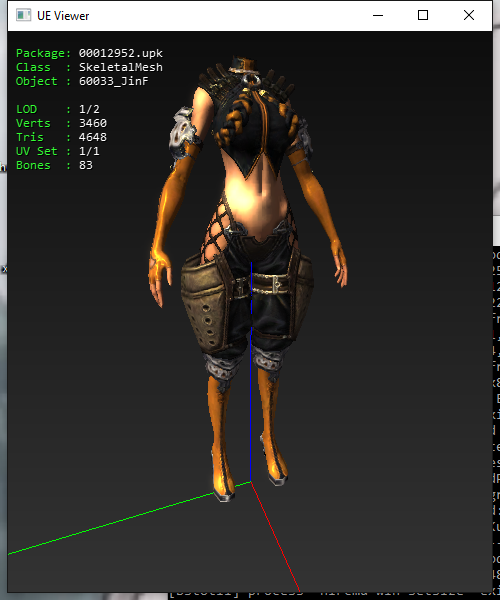 UE Viewer
Package: 00012952.upk
Class : SkeletalMesh
Object : 60033_JinF
LOD : 1/2
Verts : 3460
Tris : 4648
UV Set : 1/1
Bones : 83